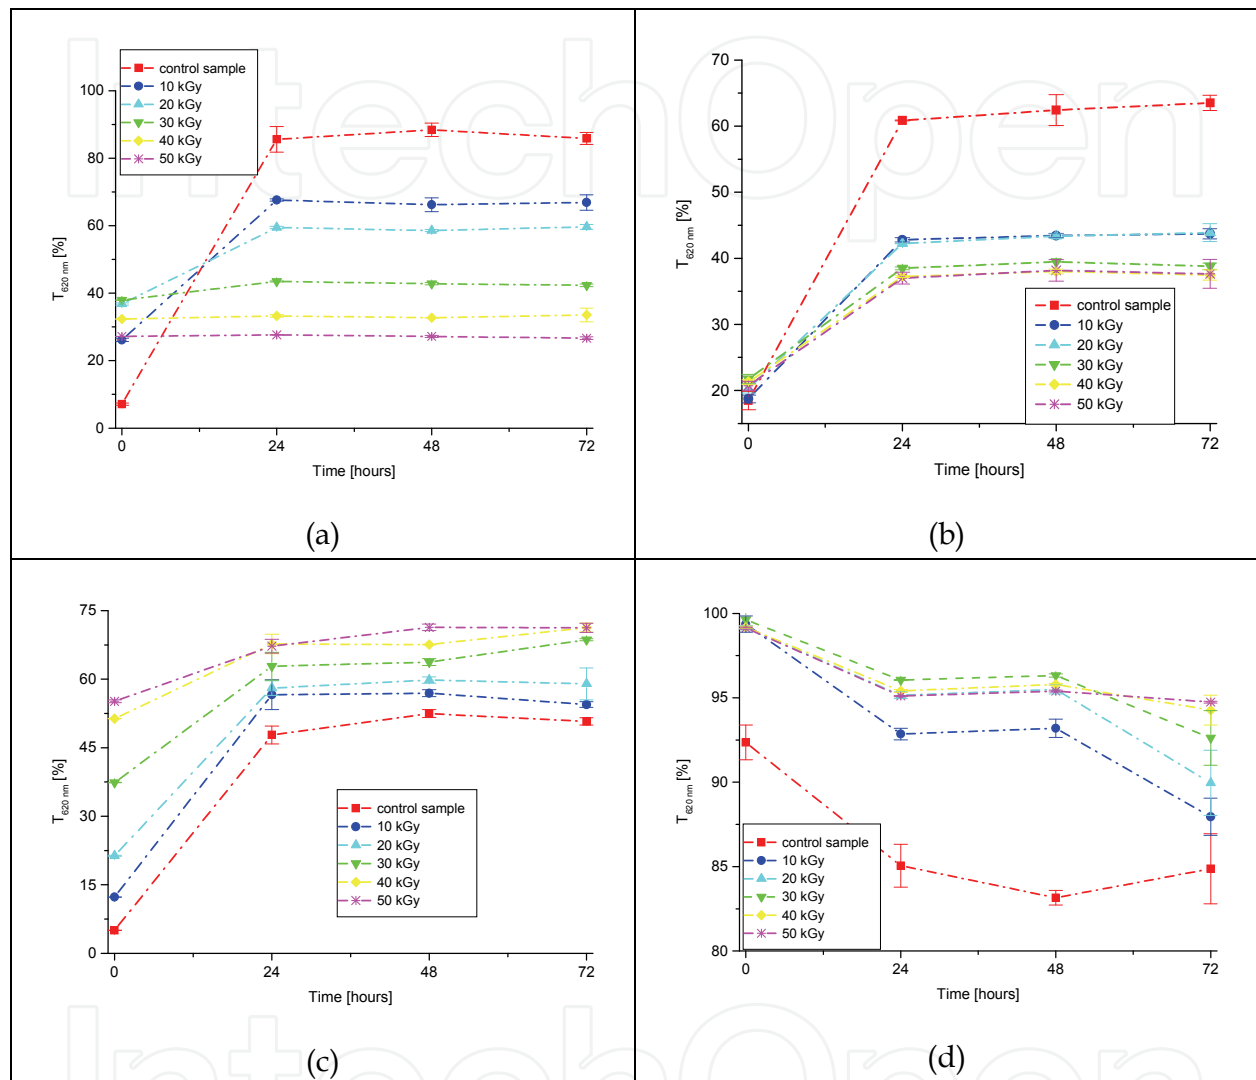 IntechOpen
control sample
10 kGy
20 kGy
30 kGy
40 kGy
50 kGy
100
80
60
40
20
0
T620 nm [%]
0 24 48 72
Time [hours]
(a)
70
60
50
40
30
20
T620 nm [%]
control sample
10 kGy
20 kGy
30 kGy
40 kGy
50 kGy
0 24 48 72
Time [hours]
(b)
75
60
45
30
15
0
T620 nm [%]
control sample
10 kGy
20 kGy
30 kGy
40 kGy
50 kGy
0 24 48 72
Time [hours]
(c)
100
95
90
85
80
T620 nm [%]
control sample
10 kGy
20 kGy
30 kGy
40 kGy
50 kGy
0 24 48 72
Time [hours]
(d)
IntechOpen